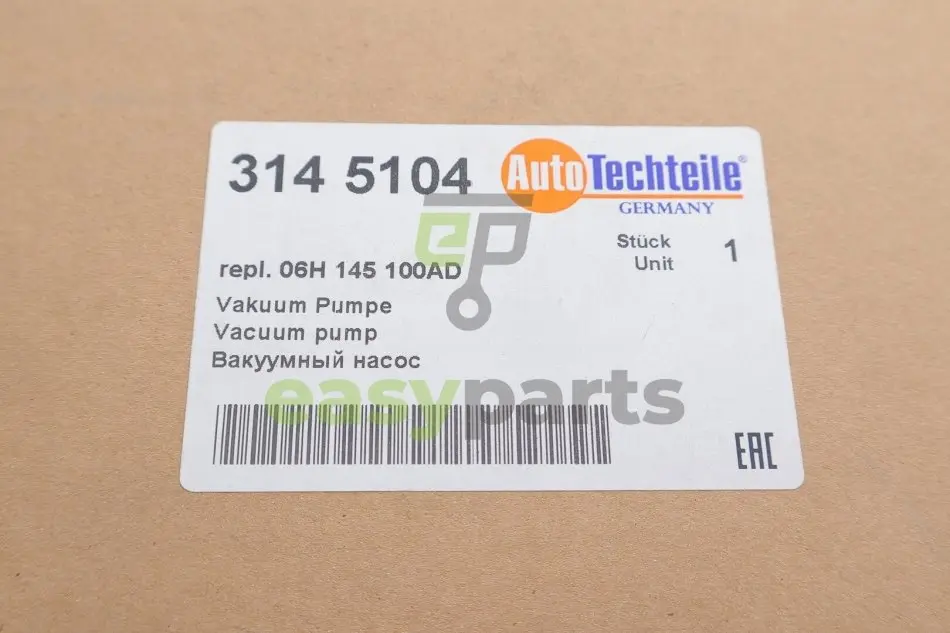 314 5104
AutoTechteile®
GERMANY
Stück 1
Unit
repl. 06H 145 100AD
Vakuum Pumpe
Vacuum pump
Вакуумный насос
ep
easyparts
EAC